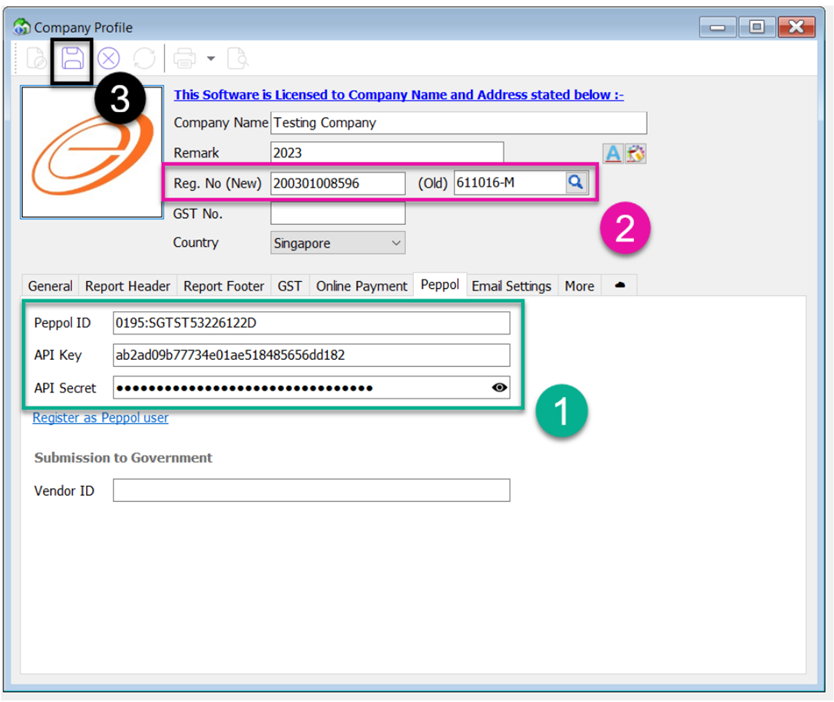 Company Profile
3
This Software is Licensed to Company Name and Address stated below :-
Company Name Testing Company
Remark 2023
Reg. No (New) 200301008596 (Old) 611016-M
2
GST No.
Country Singapore
General Report Header Report Footer GST Online Payment Peppol Email Settings More
Peppol ID 0195:SGTST53226122D
API Key ab2ad09b77734e01ae518485656dd182
API Secret ••••••••••••••••••••••••••••••••
1
Register as Peppol user
Submission to Government
Vendor ID